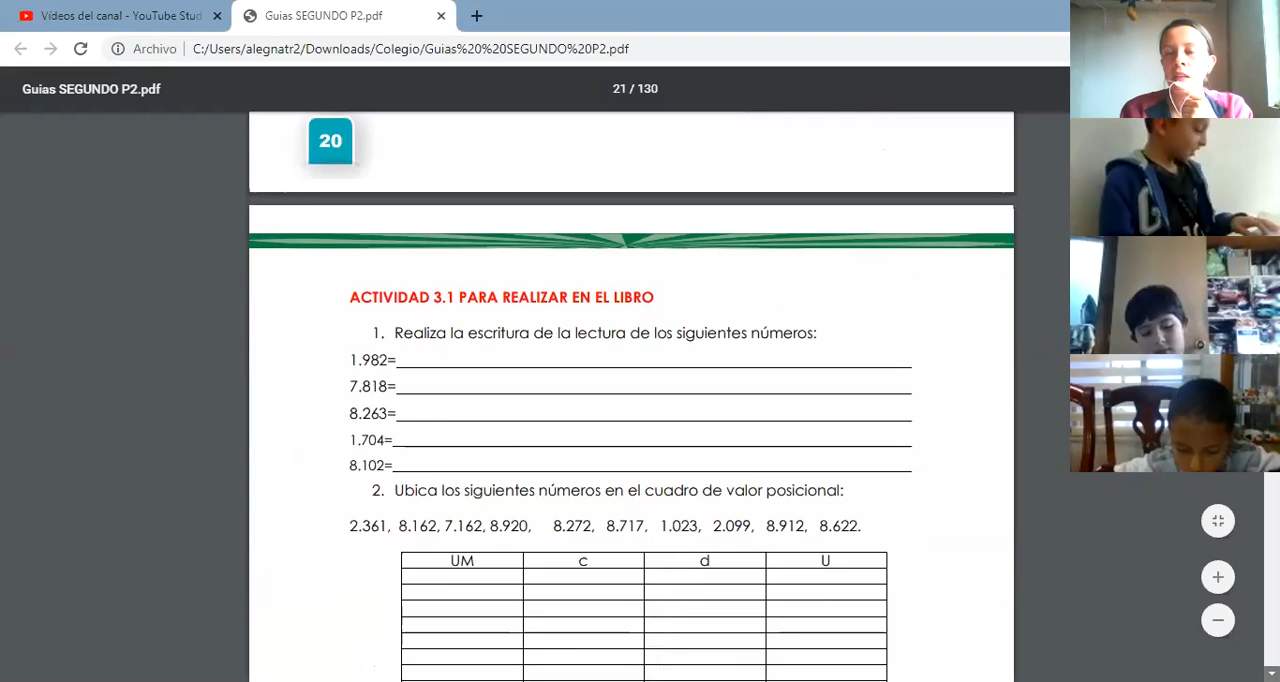 Vídeos del canal - YouTube Stud
Guias SEGUNDO P2.pdf
Archivo
C:/Users/alegnatr2/Downloads/Colegio/Guias%20%20SEGUNDO%20P2.pdf
Guias SEGUNDO P2.pdf
21 / 130
20
ACTIVIDAD 3.1 PARA REALIZAR EN EL LIBRO
1. Realiza la escritura de la lectura de los siguientes números:
1.982=
7.818=
8.263=
1.704=
8.102=
2. Ubica los siguientes números en el cuadro de valor posicional:
2.361, 8.162, 7.162, 8.920, 8.272, 8.717, 1.023, 2.099, 8.912, 8.622.
UM c d U